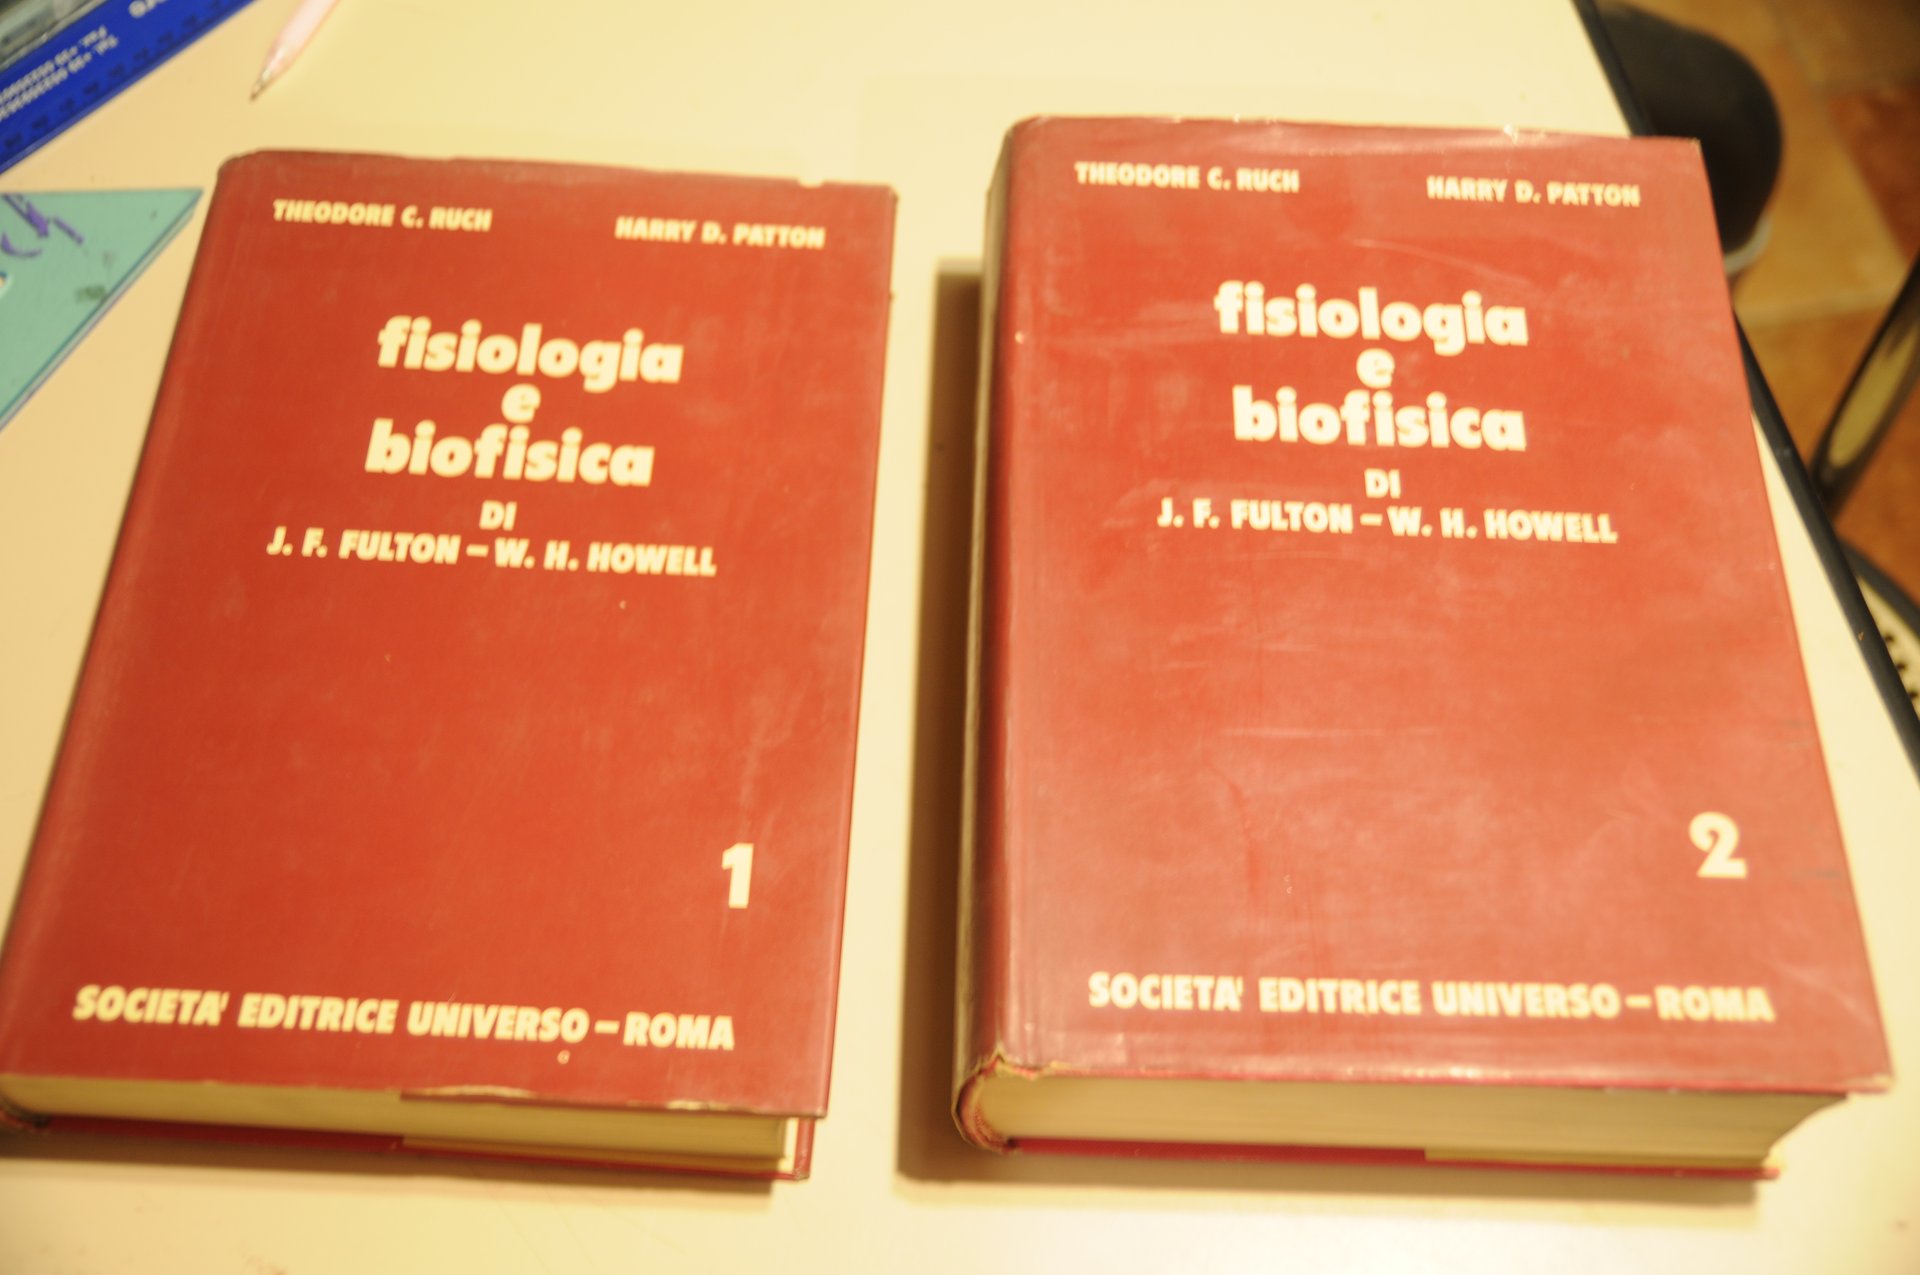 THEODORE C. RUCH HARRY D. PATTON
fisiologia
e
biofisica
DI
J. F. FULTON – W. H. HOWELL
1
SOCIETA' EDITRICE UNIVERSO – ROMA
THEODORE C. RUCH HARRY D. PATTON
fisiologia
e
biofisica
DI
J. F. FULTON – W. H. HOWELL
2
SOCIETA' EDITRICE UNIVERSO – ROMA